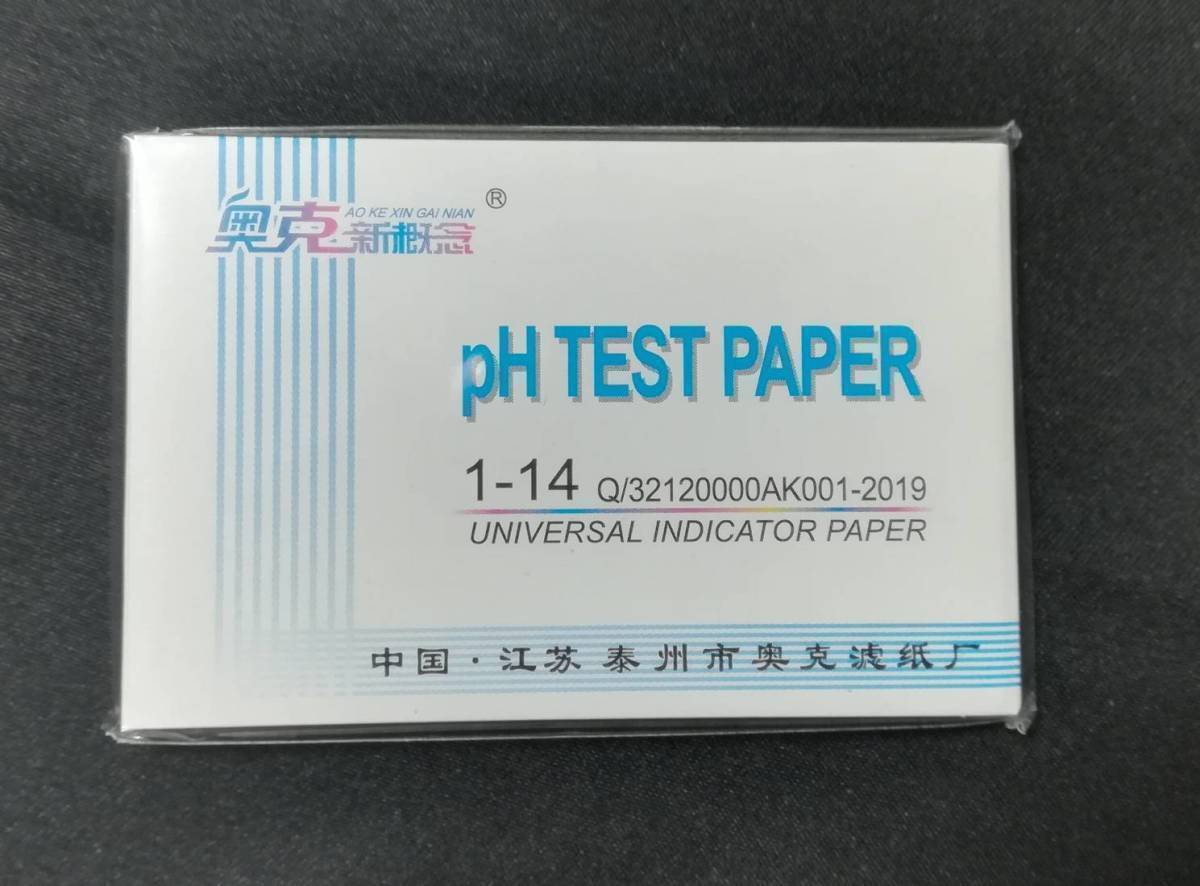 AO KE XIN GAI NIAN ®
奥克新概念
pH TEST PAPER
1-14 Q/32120000AK001-2019
UNIVERSAL INDICATOR PAPER
中国·江苏 泰州市奥克滤纸厂